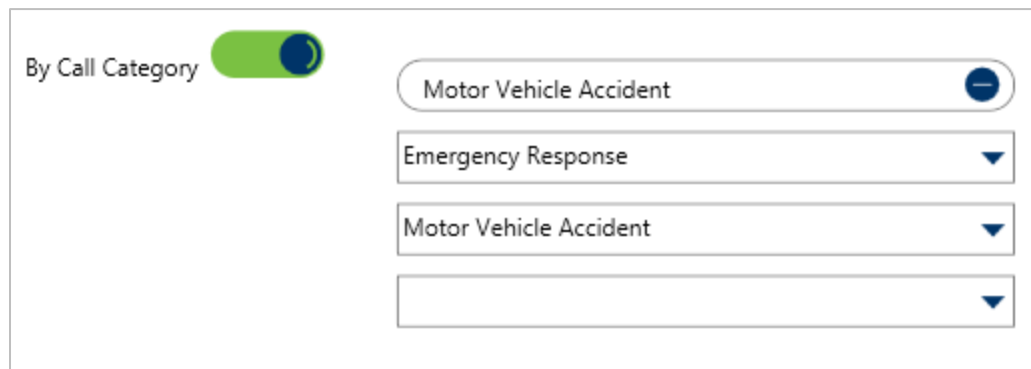 By Call Category
Motor Vehicle Accident
Emergency Response
Motor Vehicle Accident